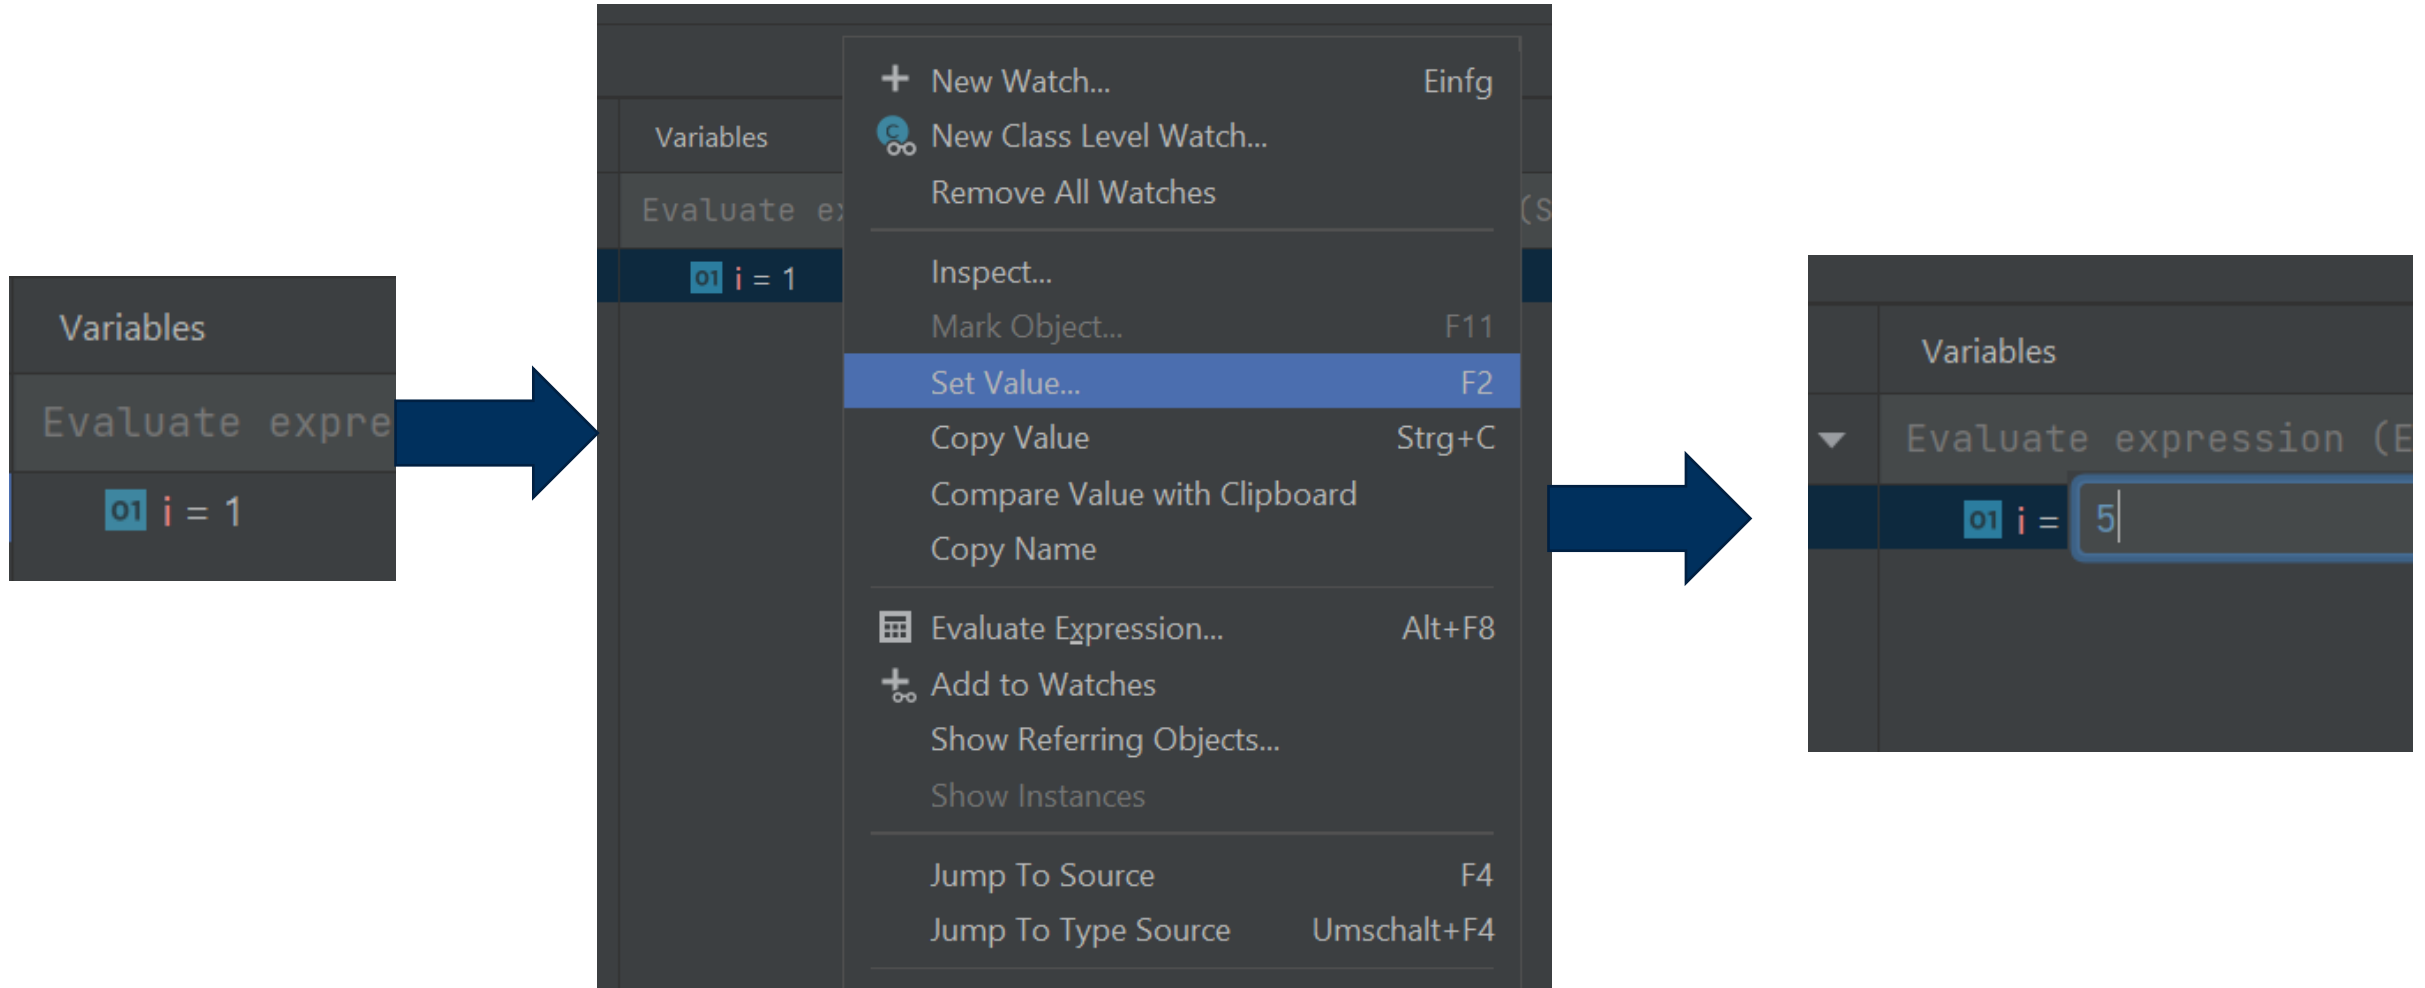 Variables
Evaluate expre
01 i = 1
New Watch... Einfg
New Class Level Watch...
Remove All Watches
Variables
Evaluate ex (S
01 i = 1
Inspect...
Mark Object... F11
Set Value... F2
Copy Value Strg+C
Compare Value with Clipboard
Copy Name
Evaluate Expression... Alt+F8
Add to Watches
Show Referring Objects...
Show Instances
Jump To Source F4
Jump To Type Source Umschalt+F4
Variables
Evaluate expression (E
01 i = 5